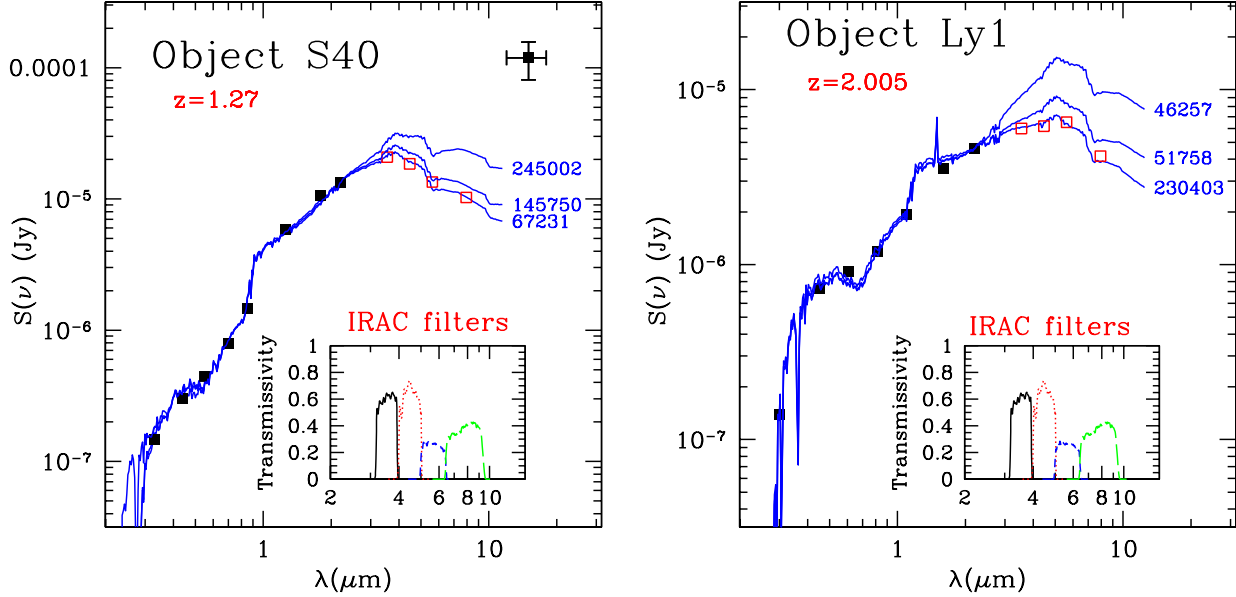 Object S40
z=1.27
0.0001
10⁻⁵
10⁻⁶
10⁻⁷
S(ν) (Jy)
245002
145750
67231
IRAC filters
1
0.8
0.6
0.4
0.2
0
Transmissivity
2 4 6 8 10
1 10
λ(μm)
Object Ly1
z=2.005
10⁻⁵
10⁻⁶
10⁻⁷
S(ν) (Jy)
46257
51758
230403
IRAC filters
1
0.8
0.6
0.4
0.2
0
Transmissivity
2 4 6 8 10
1 10
λ(μm)